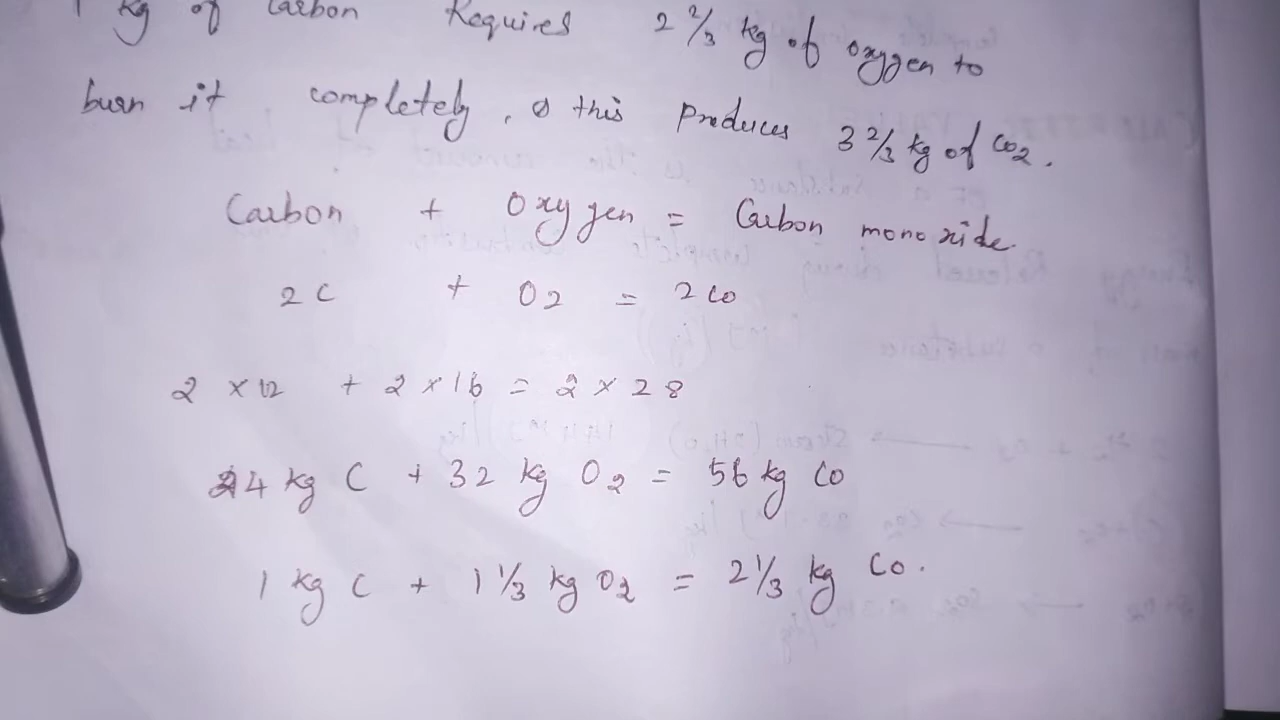 1 kg of Carbon Requires 2 2/3 kg of oxygen to
burn it completely, & this produces 3 2/3 kg of CO2.
Carbon + Oxygen = Carbon monoxide.
2C + O2 = 2CO
2 x 12 + 2 x 16 = 2 x 28
24 kg C + 32 kg O2 = 56 kg CO
1 kg C + 1 1/3 kg O2 = 2 1/3 kg CO.